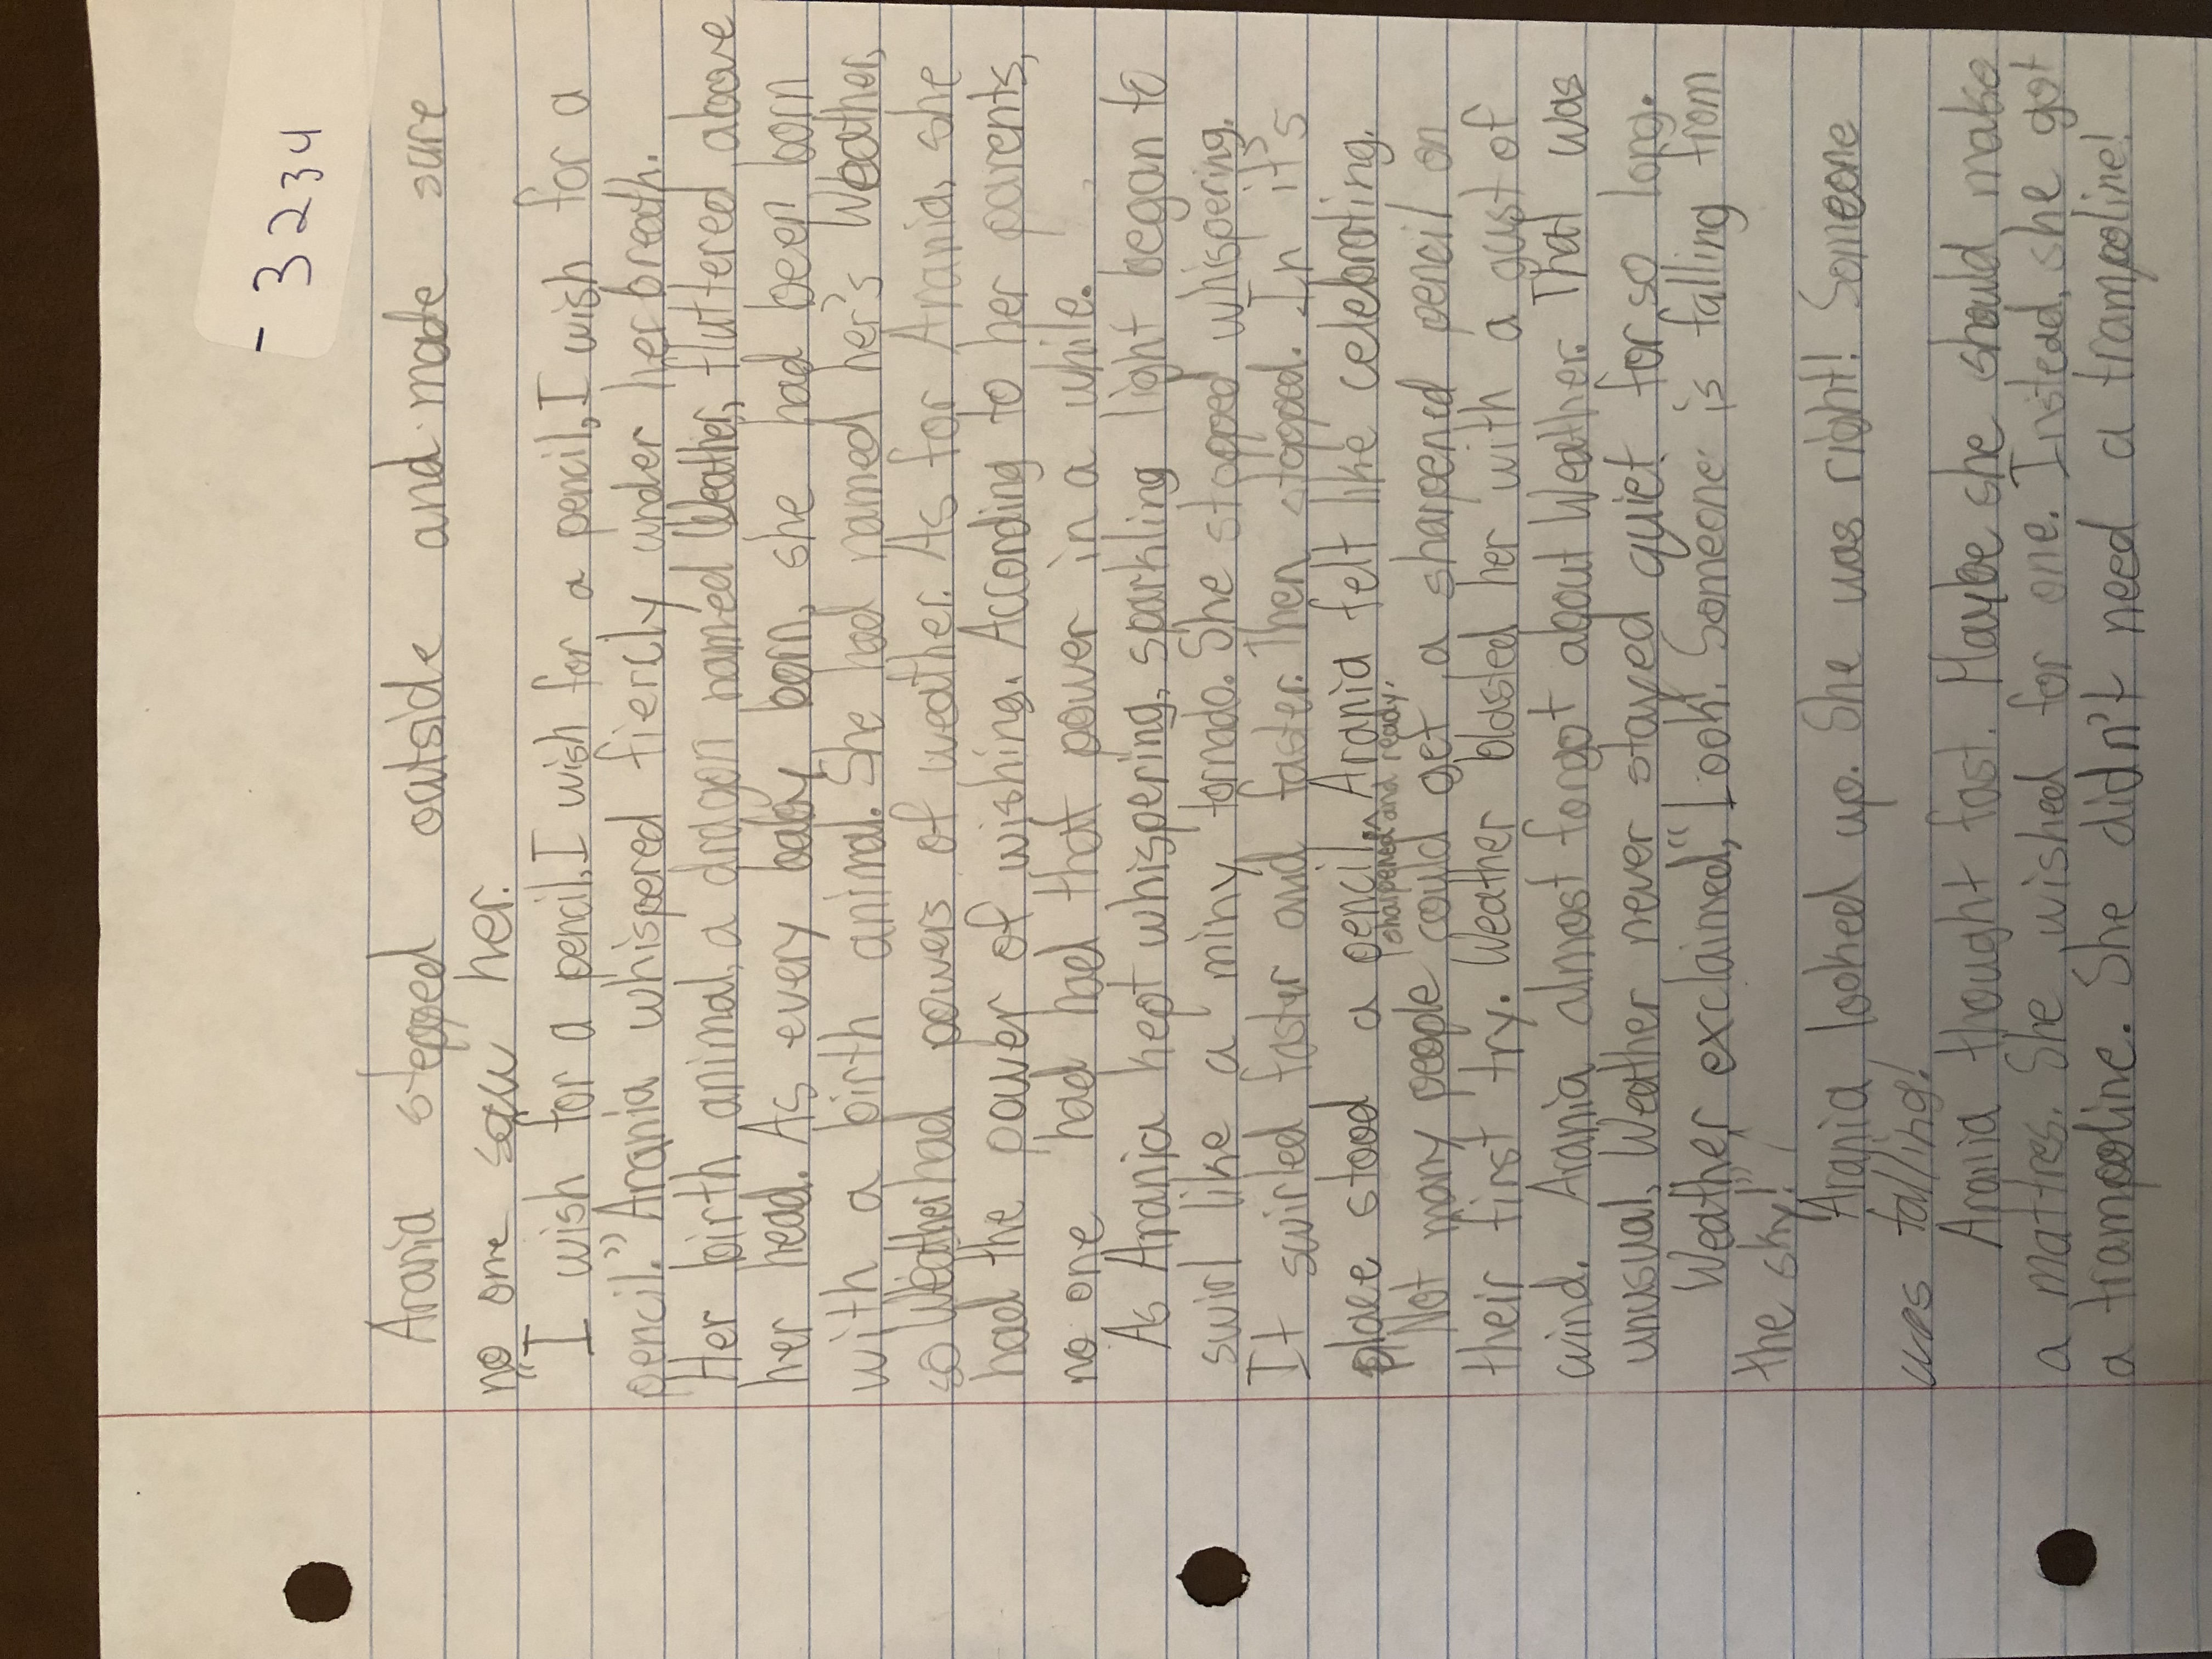 - 3234
Arania stepped outside and made sure
no one saw her.
"I wish for a pencil, I wish for a pencil, I wish for a
pencil." Arania whispered fiercly under her breath.
Her birth animal, a dragon named Weather, fluttered above
her head. As every baby born, she had been born
with a birth animal. She had named her's Weather,
so Weather had powers of weather. As for Arania, she
had the power of wishing. According to her parents,
no one had had that power in a while.
As Arania kept whispering, sparkling light began to
swirl like a miny tornado. She stopped whispering.
It swirled faster and faster. Then stopped. In it's
place stood a pencil. Arania felt like celebrating.
sharpened and ready.
Not many people could get a sharpened pencil on
their first try. Weather blasted her with a gust of
wind. Arania almost forgot about Weather. That was
unusual, Weather never stayed quiet for so long.
Weather exclaimed, "Look! Someone is falling from
the sky!"
Arania looked up. She was right! Someone
was falling!
Arania thought fast. Maybe she should make
a mattres. She wished for one. Instead, she got
a trampoline. She didn't need a trampoline!